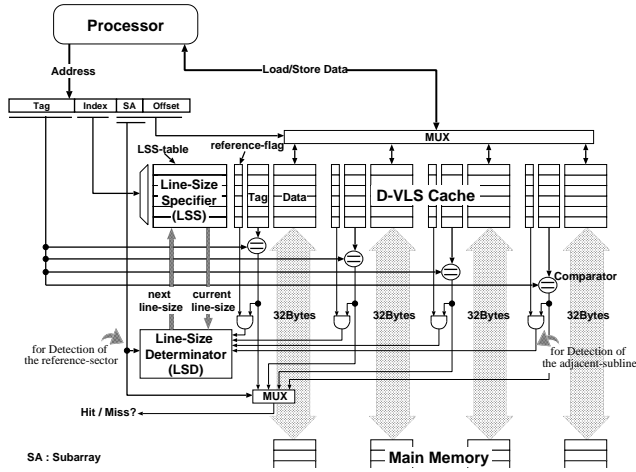 Processor
Address
Load/Store Data
Tag Index SA Offset
MUX
reference-flag
LSS-table
Line-Size
Specifier
(LSS)
Tag
Data
D-VLS Cache
Comparator
next
line-size
current
line-size
32Bytes
32Bytes
32Bytes
32Bytes
for Detection of
the reference-sector
Line-Size
Determinator
(LSD)
for Detection of
the adjacent-subline
MUX
Hit / Miss?
SA : Subarray
Main Memory